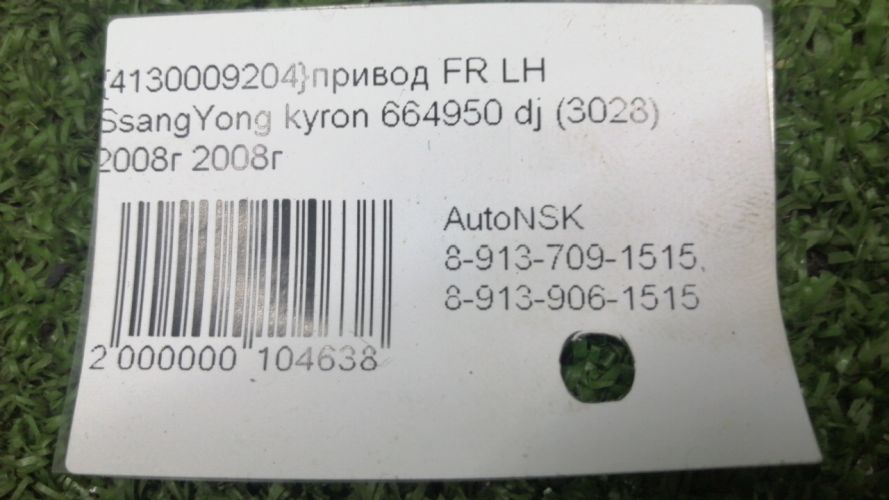 {4130009204}привод FR LH
SsangYong kyron 664950 dj (3028)
2008г 2008г
AutoNSK
8-913-709-1515,
8-913-906-1515
2 000000 104638